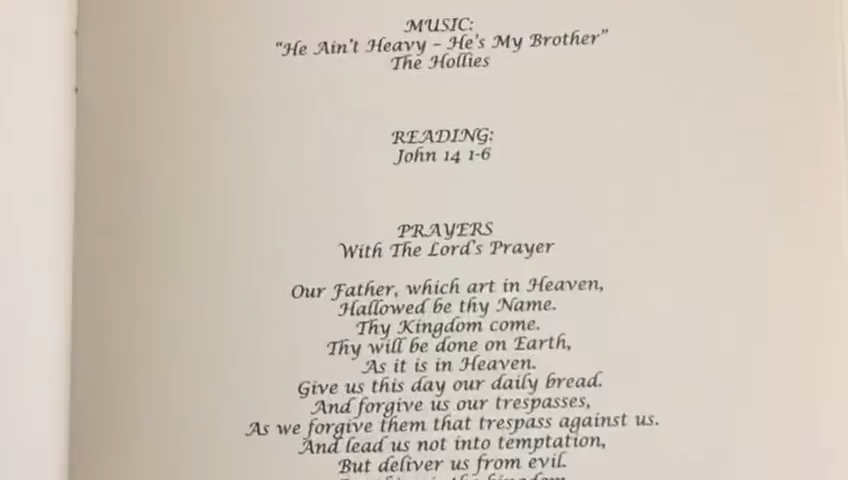 MUSIC:
"He Ain't Heavy – He's My Brother"
The Hollies
READING:
John 14 1-6
PRAYERS
With The Lord's Prayer
Our Father, which art in Heaven,
Hallowed be thy Name.
Thy Kingdom come.
Thy will be done on Earth,
As it is in Heaven.
Give us this day our daily bread.
And forgive us our trespasses,
As we forgive them that trespass against us.
And lead us not into temptation,
But deliver us from evil.